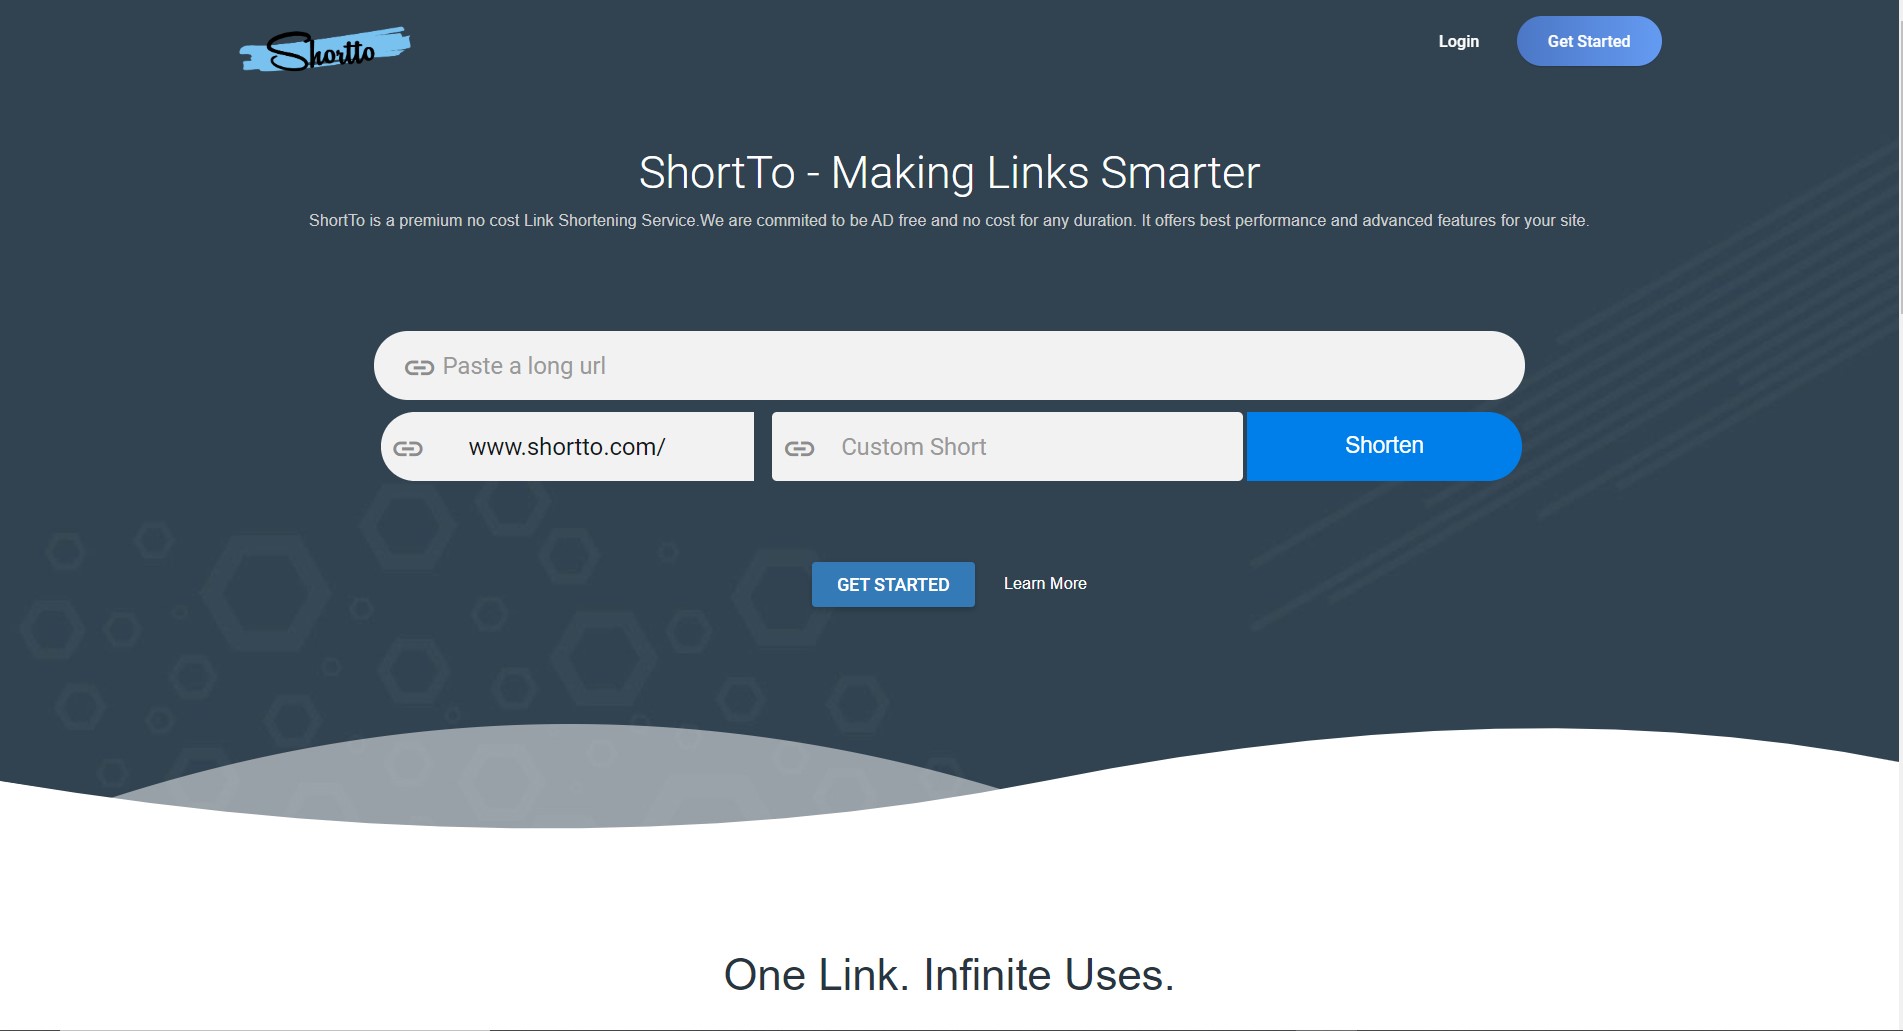 Shortto
Login
Get Started
ShortTo - Making Links Smarter
ShortTo is a premium no cost Link Shortening Service.We are commited to be AD free and no cost for any duration. It offers best performance and advanced features for your site.
Paste a long url
www.shortto.com/
Custom Short
Shorten
GET STARTED
Learn More
One Link. Infinite Uses.